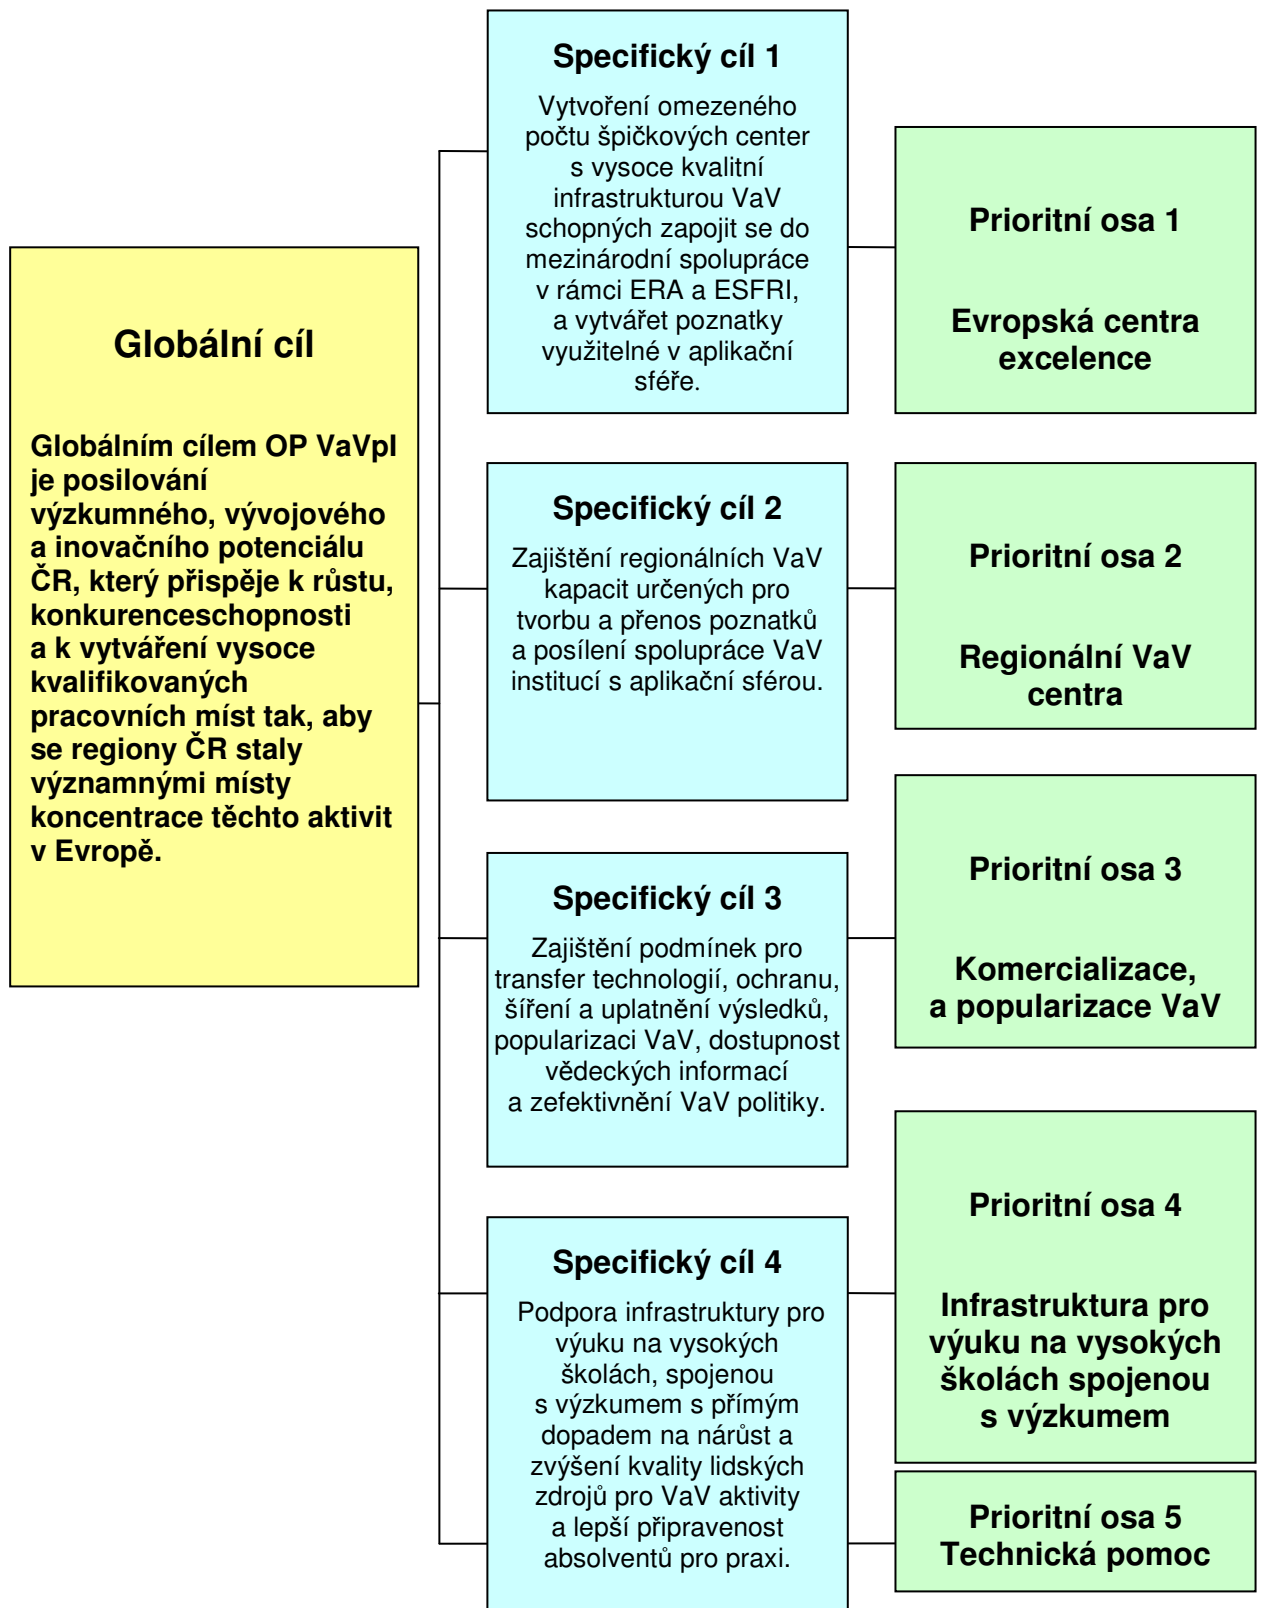 Globální cíl
Globálním cílem OP VaVpI
je posilování
výzkumného, vývojového
a inovačního potenciálu
ČR, který přispěje k růstu,
konkurenceschopnosti
a k vytváření vysoce
kvalifikovaných
pracovních míst tak, aby
se regiony ČR staly
významnými místy
koncentrace těchto aktivit
v Evropě.
Specifický cíl 1
Vytvoření omezeného
počtu špičkových center
s vysoce kvalitní
infrastrukturou VaV
schopných zapojit se do
mezinárodní spolupráce
v rámci ERA a ESFRI,
a vytvářet poznatky
využitelné v aplikační
sféře.
Prioritní osa 1
Evropská centra
excelence
Specifický cíl 2
Zajištění regionálních VaV
kapacit určených pro
tvorbu a přenos poznatků
a posílení spolupráce VaV
institucí s aplikační sférou.
Prioritní osa 2
Regionální VaV
centra
Specifický cíl 3
Zajištění podmínek pro
transfer technologií, ochranu,
šíření a uplatnění výsledků,
popularizaci VaV, dostupnost
vědeckých informací
a zefektivnění VaV politiky.
Prioritní osa 3
Komercializace,
a popularizace VaV
Specifický cíl 4
Podpora infrastruktury pro
výuku na vysokých
školách, spojenou
s výzkumem s přímým
dopadem na nárůst a
zvýšení kvality lidských
zdrojů pro VaV aktivity
a lepší připravenost
absolventů pro praxi.
Prioritní osa 4
Infrastruktura pro
výuku na vysokých
školách spojenou
s výzkumem
Prioritní osa 5
Technická pomoc